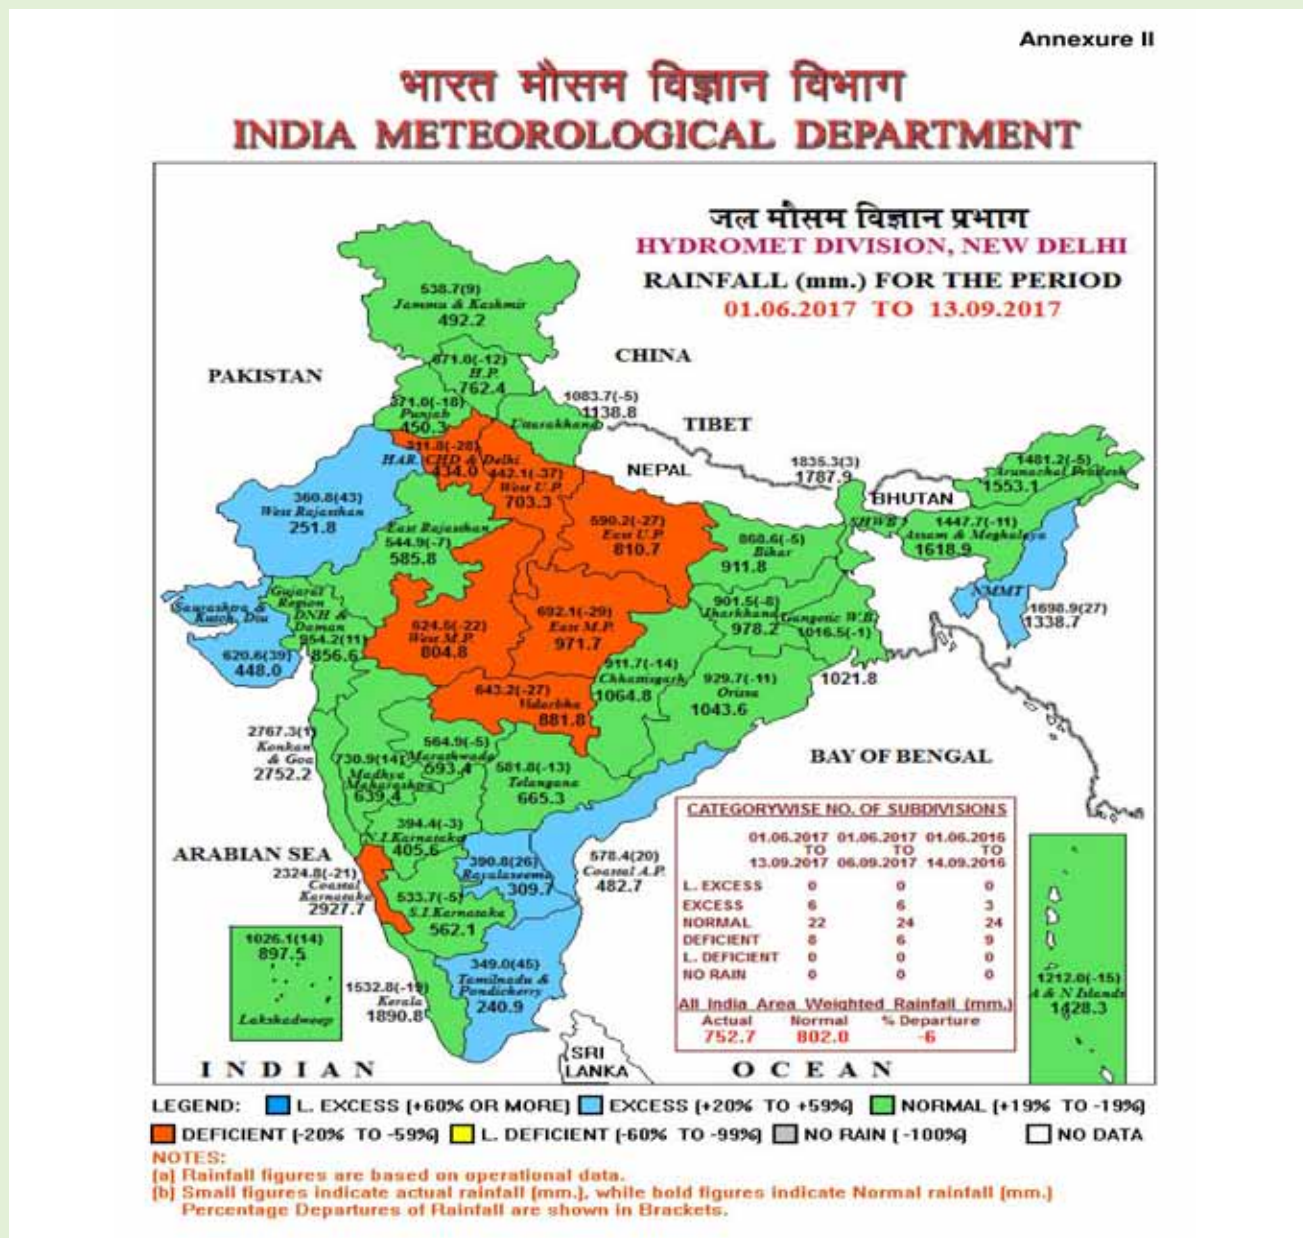 Annexure II
भारत मौसम विज्ञान विभाग
INDIA METEOROLOGICAL DEPARTMENT
जल मौसम विज्ञान प्रभाग
HYDROMET DIVISION, NEW DELHI
RAINFALL (mm.) FOR THE PERIOD
01.06.2017 TO 13.09.2017
538.7(9)
Jammu & Kashmir
492.2
CHINA
PAKISTAN
671.0(-12)
H.P.
762.4
371.0(-18)
Punjab
450.3
1083.7(-5)
1138.8
Uttarakhand
TIBET
NEPAL
311.8(-28)
HAR. CHD & Delhi
434.0
442.1(-37)
West U.P.
703.3
1835.3(3)
1787.9
BHUTAN
SHWB
1481.2(-5)
Arunachal Pradesh
1553.1
360.8(43)
West Rajasthan
251.8
East Rajasthan
544.9(-7)
585.8
590.2(-27)
East U.P.
810.7
868.6(-5)
Bihar
911.8
1447.7(-11)
Assam & Meghalaya
1618.9
NMMT
1698.9(27)
1338.7
Saurashtra &
Kutch, Diu
620.6(39)
448.0
Gujarat
Region
DNH &
Daman
954.2(11)
856.6
624.6(-22)
West M.P.
804.8
692.1(-29)
East M.P.
971.7
901.5(-8)
Jharkhand
978.2
Gangetic W.B.
1016.5(-1)
1021.8
911.7(-14)
Chhattisgarh
1064.8
929.7(-11)
Orissa
1043.6
643.2(-27)
Vidarbha
881.8
2767.3(1)
Konkan
& Goa
2752.2
730.9(14)
Madhya
Maharashtra
639.4
564.9(-5)
Marathwada
593.4
581.8(-13)
Telangana
665.3
BAY OF BENGAL
394.4(-3)
N.I.Karnataka
405.6
ARABIAN SEA
2324.8(-21)
Coastal
Karnataka
2927.7
390.8(26)
Rayalaseema
309.7
578.4(20)
Coastal A.P.
482.7
533.7(-5)
S.I.Karnataka
562.1
1026.1(14)
897.5
Lakshadweep
1532.8(-19)
Kerala
1890.8
349.0(45)
Tamilnadu &
Pondicherry
240.9
1212.0(-15)
A & N Islands
1428.3
CATEGORYWISE NO. OF SUBDIVISIONS
01.06.2017 01.06.2017 01.06.2016
TO TO TO
13.09.2017 06.09.2017 14.09.2016
L. EXCESS 0 0 0
EXCESS 6 6 3
NORMAL 22 24 24
DEFICIENT 8 6 9
L. DEFICIENT 0 0 0
NO RAIN 0 0 0
All India Area Weighted Rainfall (mm.)
Actual Normal % Departure
752.7 802.0 -6
SRI
LANKA
INDIAN OCEAN
LEGEND: L. EXCESS [+60% OR MORE] EXCESS [+20% TO +59%] NORMAL [+19% TO -19%]
DEFICIENT [-20% TO -59%] L. DEFICIENT [-60% TO -99%] NO RAIN [-100%] NO DATA
NOTES:
[a] Rainfall figures are based on operational data.
[b] Small figures indicate actual rainfall [mm.], while bold figures indicate Normal rainfall [mm.]
Percentage Departures of Rainfall are shown in Brackets.